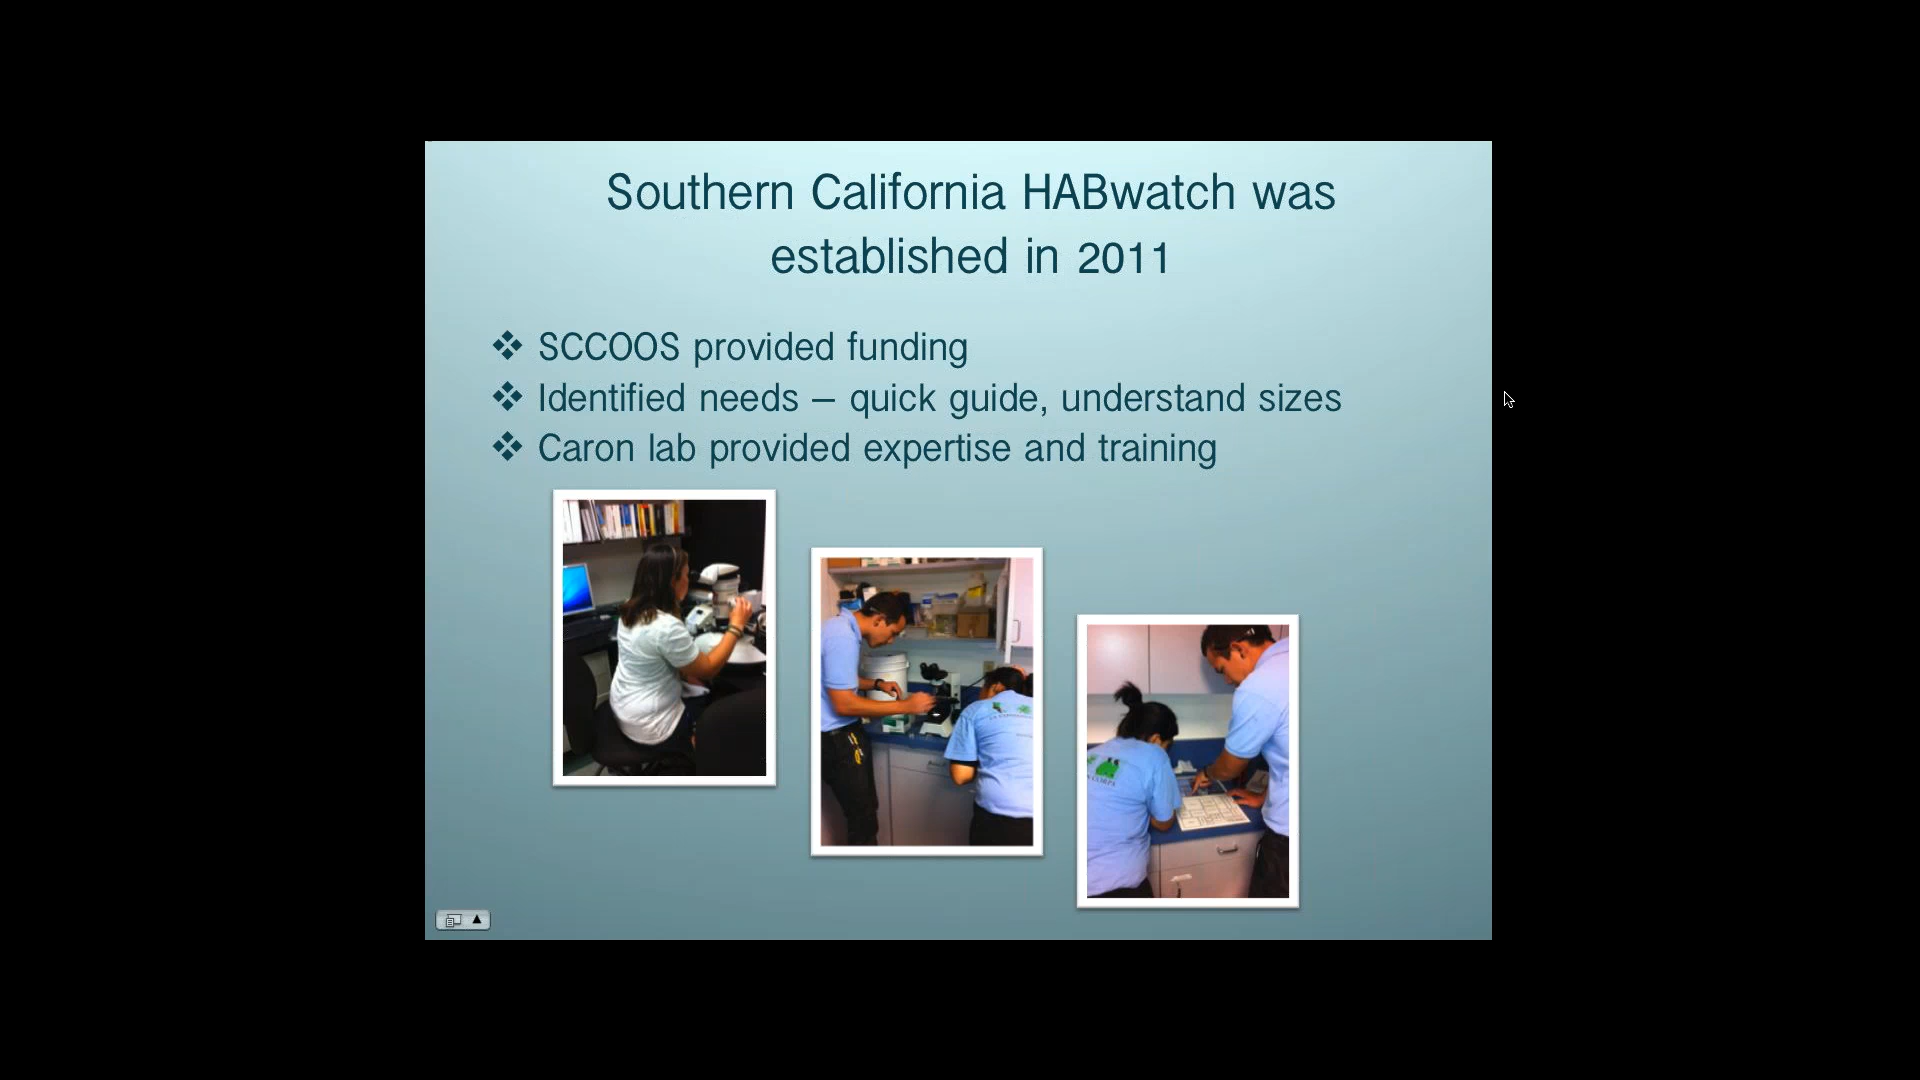 Southern California HABwatch was
established in 2011
SCCOOS provided funding
Identified needs – quick guide, understand sizes
Caron lab provided expertise and training